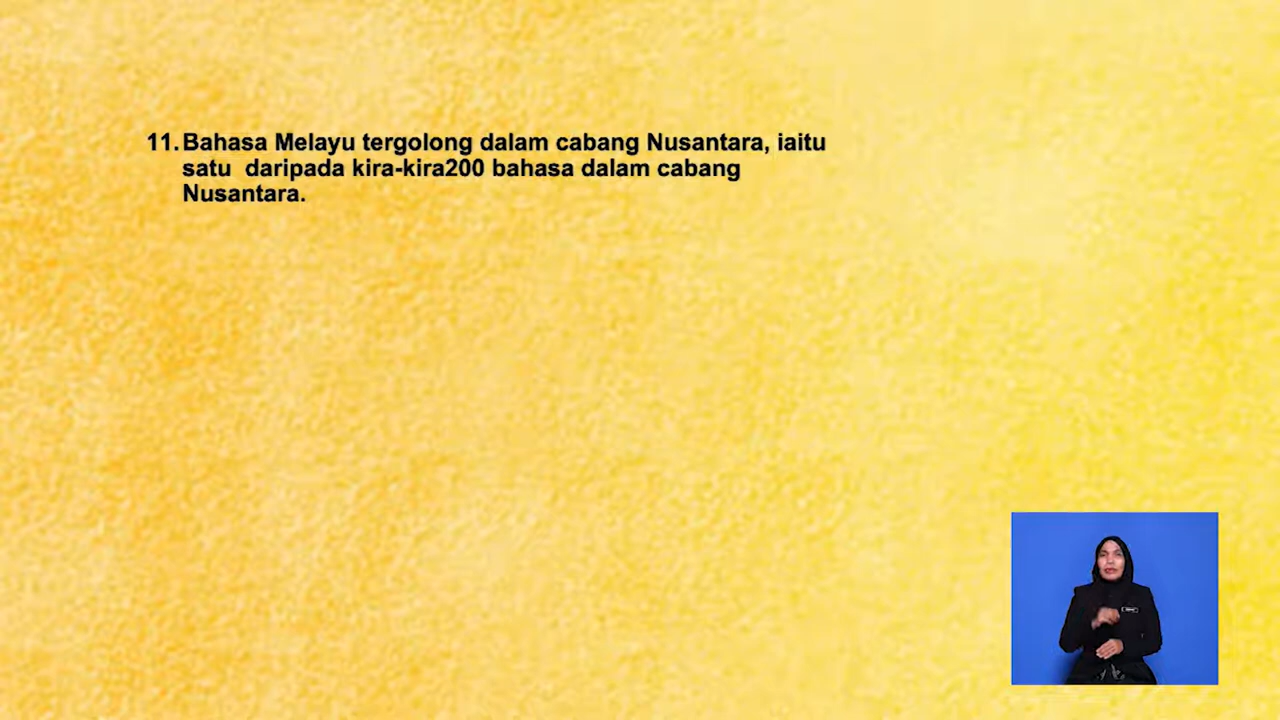 11. Bahasa Melayu tergolong dalam cabang Nusantara, iaitu
satu  daripada kira-kira200 bahasa dalam cabang
Nusantara.